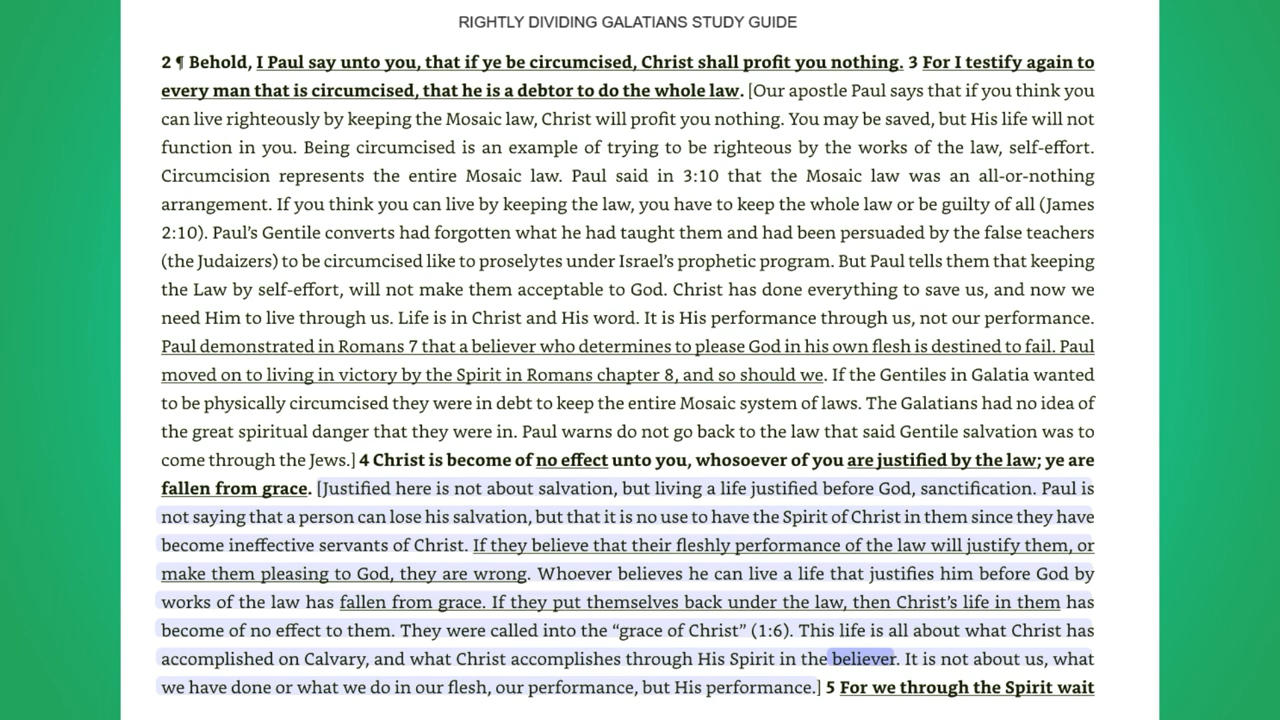 RIGHTLY DIVIDING GALATIANS STUDY GUIDE
2 ¶ Behold, I Paul say unto you, that if ye be circumcised, Christ shall profit you nothing. 3 For I testify again to
every man that is circumcised, that he is a debtor to do the whole law. [Our apostle Paul says that if you think you
can live righteously by keeping the Mosaic law, Christ will profit you nothing. You may be saved, but His life will not
function in you. Being circumcised is an example of trying to be righteous by the works of the law, self-effort.
Circumcision represents the entire Mosaic law. Paul said in 3:10 that the Mosaic law was an all-or-nothing
arrangement. If you think you can live by keeping the law, you have to keep the whole law or be guilty of all (James
2:10). Paul’s Gentile converts had forgotten what he had taught them and had been persuaded by the false teachers
(the Judaizers) to be circumcised like to proselytes under Israel’s prophetic program. But Paul tells them that keeping
the Law by self-effort, will not make them acceptable to God. Christ has done everything to save us, and now we
need Him to live through us. Life is in Christ and His word. It is His performance through us, not our performance.
Paul demonstrated in Romans 7 that a believer who determines to please God in his own flesh is destined to fail. Paul
moved on to living in victory by the Spirit in Romans chapter 8, and so should we. If the Gentiles in Galatia wanted
to be physically circumcised they were in debt to keep the entire Mosaic system of laws. The Galatians had no idea of
the great spiritual danger that they were in. Paul warns do not go back to the law that said Gentile salvation was to
come through the Jews.] 4 Christ is become of no effect unto you, whosoever of you are justified by the law; ye are
fallen from grace. [Justified here is not about salvation, but living a life justified before God, sanctification. Paul is
not saying that a person can lose his salvation, but that it is no use to have the Spirit of Christ in them since they have
become ineffective servants of Christ. If they believe that their fleshly performance of the law will justify them, or
make them pleasing to God, they are wrong. Whoever believes he can live a life that justifies him before God by
works of the law has fallen from grace. If they put themselves back under the law, then Christ’s life in them has
become of no effect to them. They were called into the “grace of Christ” (1:6). This life is all about what Christ has
accomplished on Calvary, and what Christ accomplishes through His Spirit in the believer. It is not about us, what
we have done or what we do in our flesh, our performance, but His performance.] 5 For we through the Spirit wait